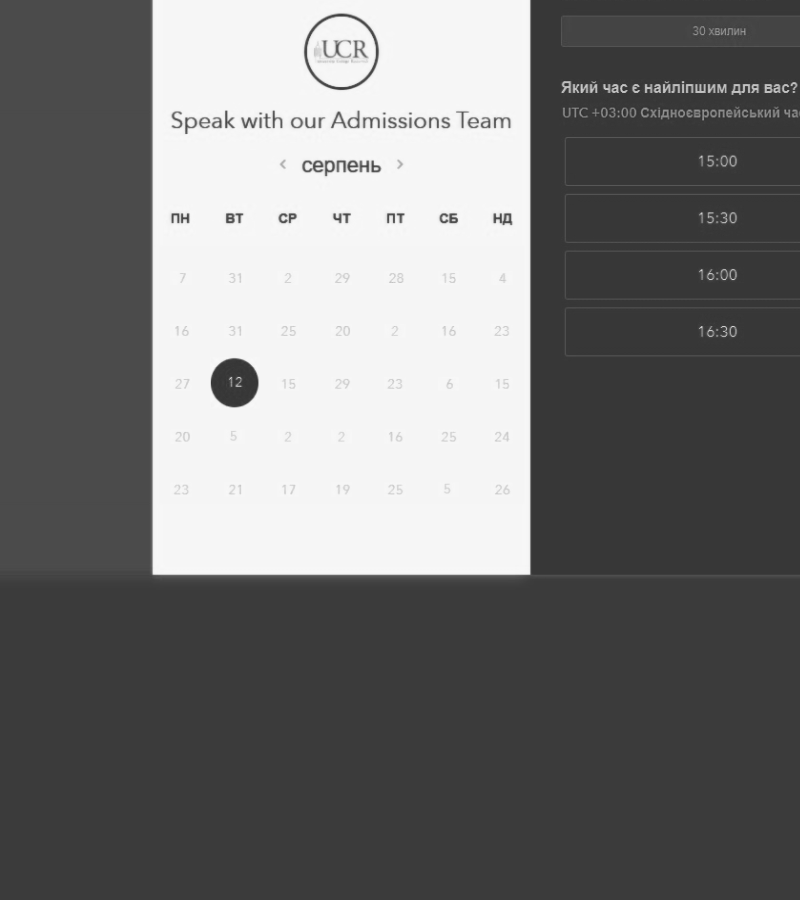 UCR
Speak with our Admissions Team
серпень
ПН ВТ СР ЧТ ПТ СБ НД
7 31 2 29 28 15 4
16 31 25 20 2 16 23
27 12 15 29 23 6 15
20 5 2 2 16 25 24
23 21 17 19 25 5 26
30 хвилин
Який час є найліпшим для вас?
UTC +03:00 Східноєвропейський ча
15:00
15:30
16:00
16:30